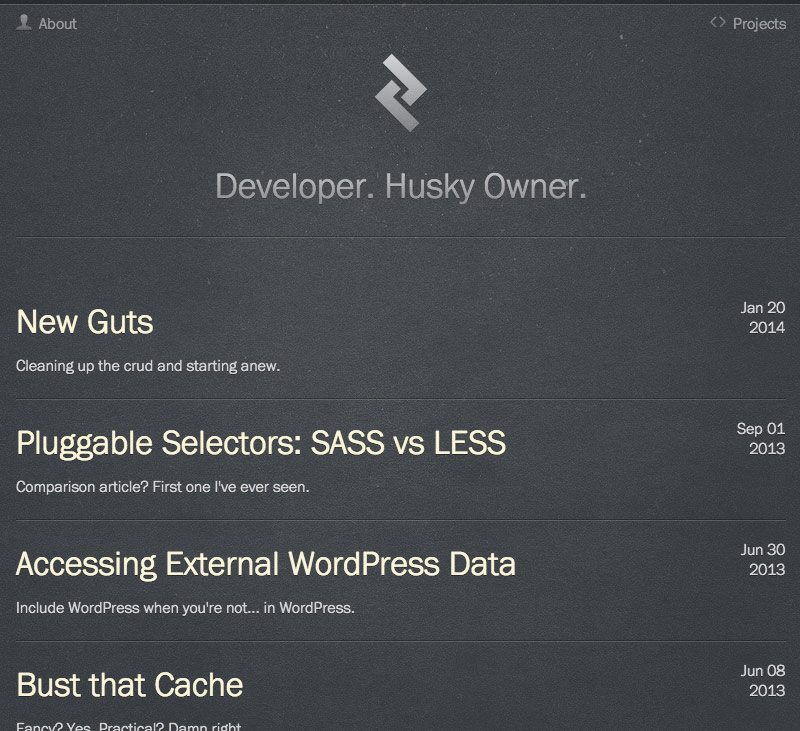 About
Projects
Developer. Husky Owner.
New Guts
Jan 20
2014
Cleaning up the crud and starting anew.
Pluggable Selectors: SASS vs LESS
Sep 01
2013
Comparison article? First one I've ever seen.
Accessing External WordPress Data
Jun 30
2013
Include WordPress when you're not... in WordPress.
Bust that Cache
Jun 08
2013
Fancy? Yes. Practical? Damn right.